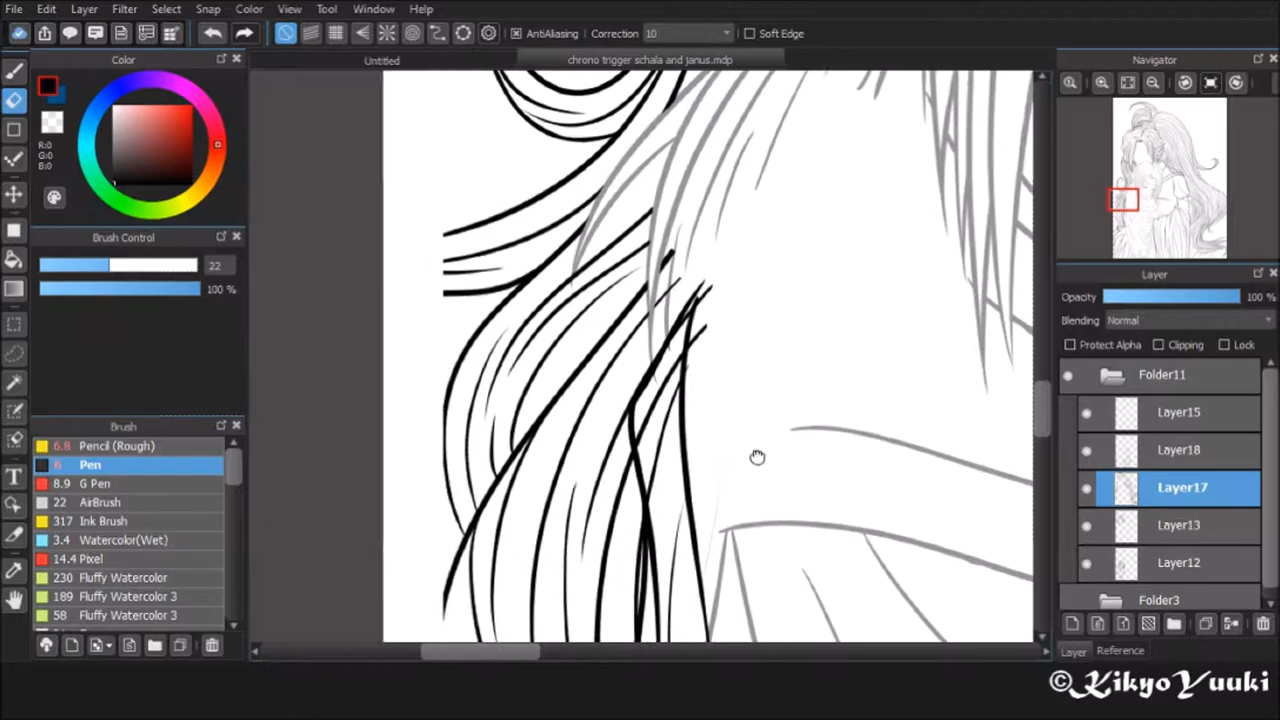 File Edit Layer Filter Select Snap Color View Tool Window Help
AntiAliasing Correction 10 Soft Edge
Untitled chrono trigger schala and janus.mdp
Color
R:0
G:0
B:0
Brush Control
22
100 %
Brush
6.8 Pencil (Rough)
6 Pen
8.9 G Pen
22 AirBrush
317 Ink Brush
3.4 Watercolor(Wet)
14.4 Pixel
230 Fluffy Watercolor
189 Fluffy Watercolor 3
58 Fluffy Watercolor 3
T
Navigator
Layer
Opacity 100 %
Blending Normal
Protect Alpha Clipping Lock
Folder11
Layer15
Layer18
Layer17
Layer13
Layer12
Folder3
Layer Reference
©KikyoYuuki